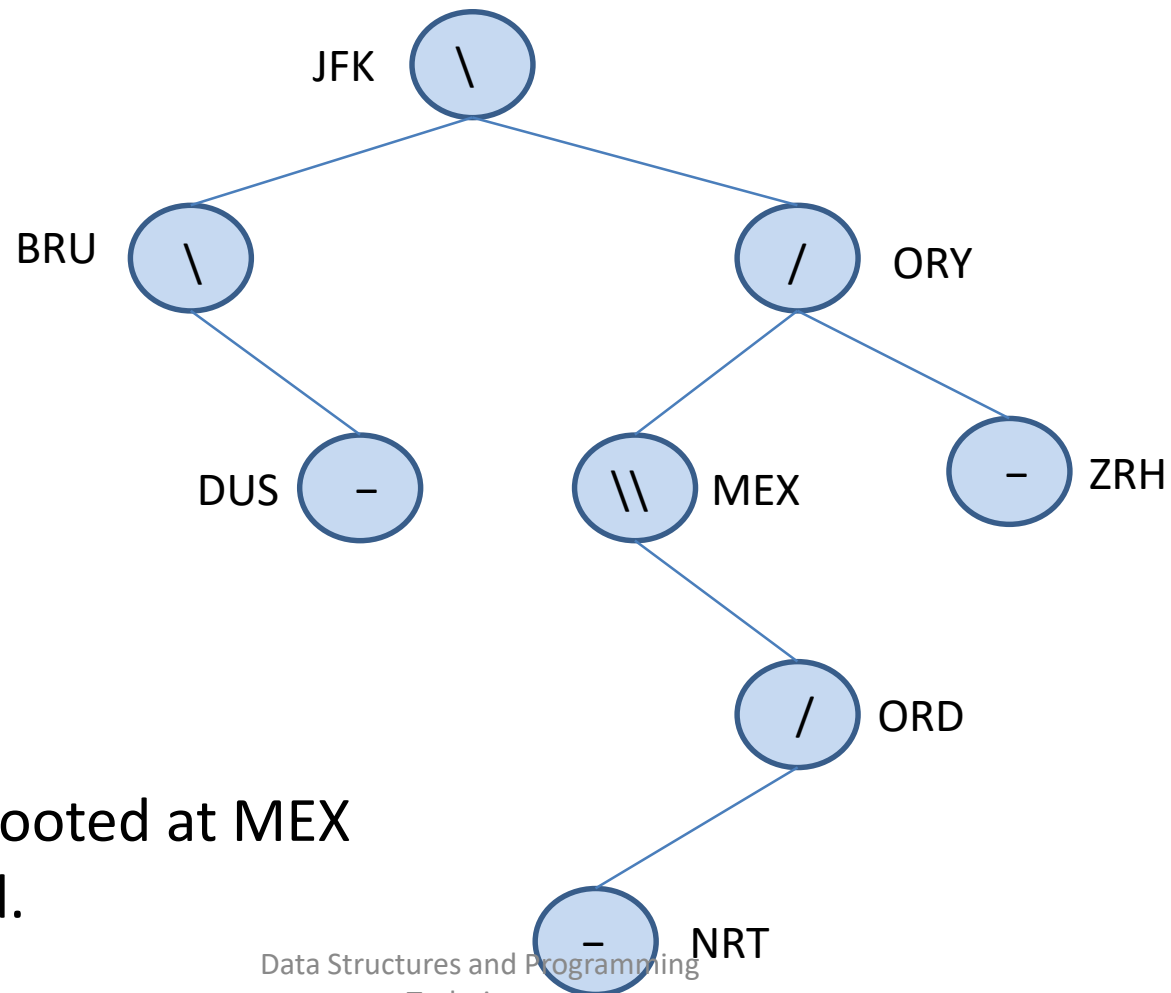 JFK \
BRU \
/ ORY
DUS –
\\ MEX
– ZRH
/ ORD
ooted at MEX
.
– NRT
Data Structures and Programming